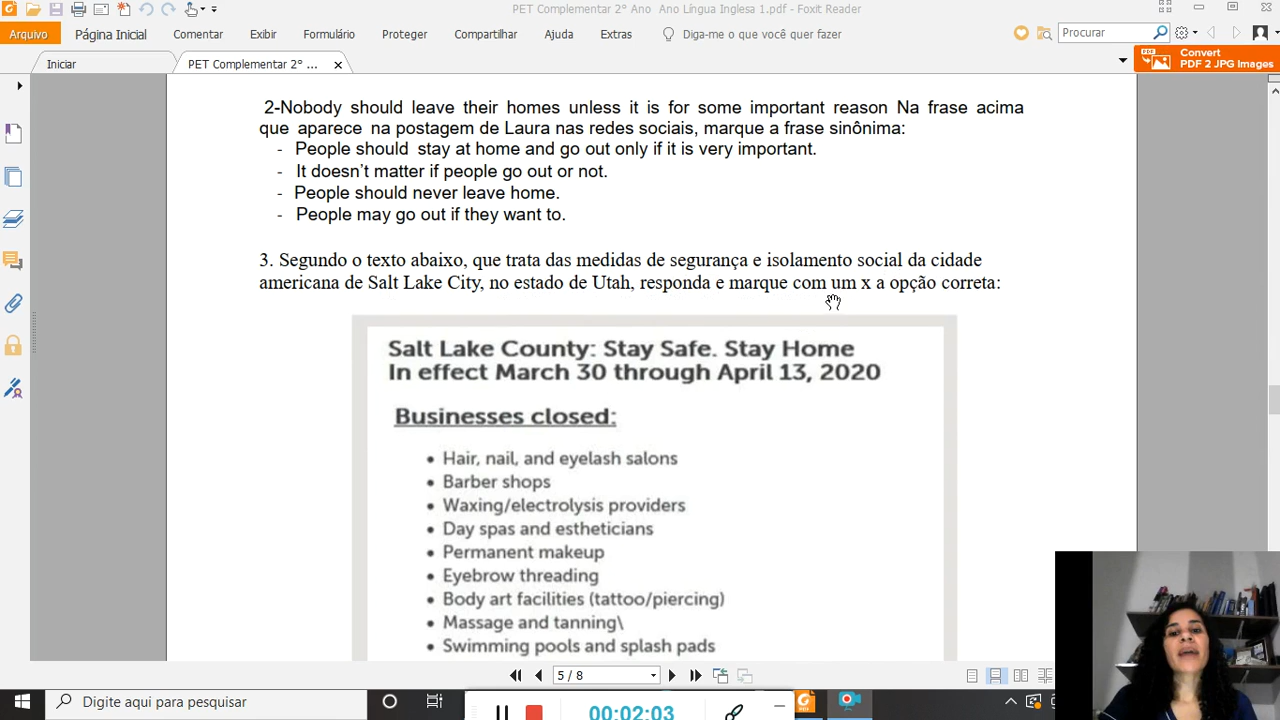 PET Complementar 2° Ano Ano Língua Inglesa 1.pdf - Foxit Reader
Arquivo Página Inicial Comentar Exibir Formulário Proteger Compartilhar Ajuda Extras Diga-me o que você quer fazer Procurar
Iniciar PET Complementar 2° ... Convert
PDF 2 JPG Images
2-Nobody should leave their homes unless it is for some important reason Na frase acima
que aparece na postagem de Laura nas redes sociais, marque a frase sinônima:
- People should stay at home and go out only if it is very important.
- It doesn't matter if people go out or not.
- People should never leave home.
- People may go out if they want to.
3. Segundo o texto abaixo, que trata das medidas de segurança e isolamento social da cidade
americana de Salt Lake City, no estado de Utah, responda e marque com um x a opção correta:
Salt Lake County: Stay Safe. Stay Home
In effect March 30 through April 13, 2020
Businesses closed:
• Hair, nail, and eyelash salons
• Barber shops
• Waxing/electrolysis providers
• Day spas and estheticians
• Permanent makeup
• Eyebrow threading
• Body art facilities (tattoo/piercing)
• Massage and tanning\
• Swimming pools and splash pads
5 / 8
Digite aqui para pesquisar
00:02:03